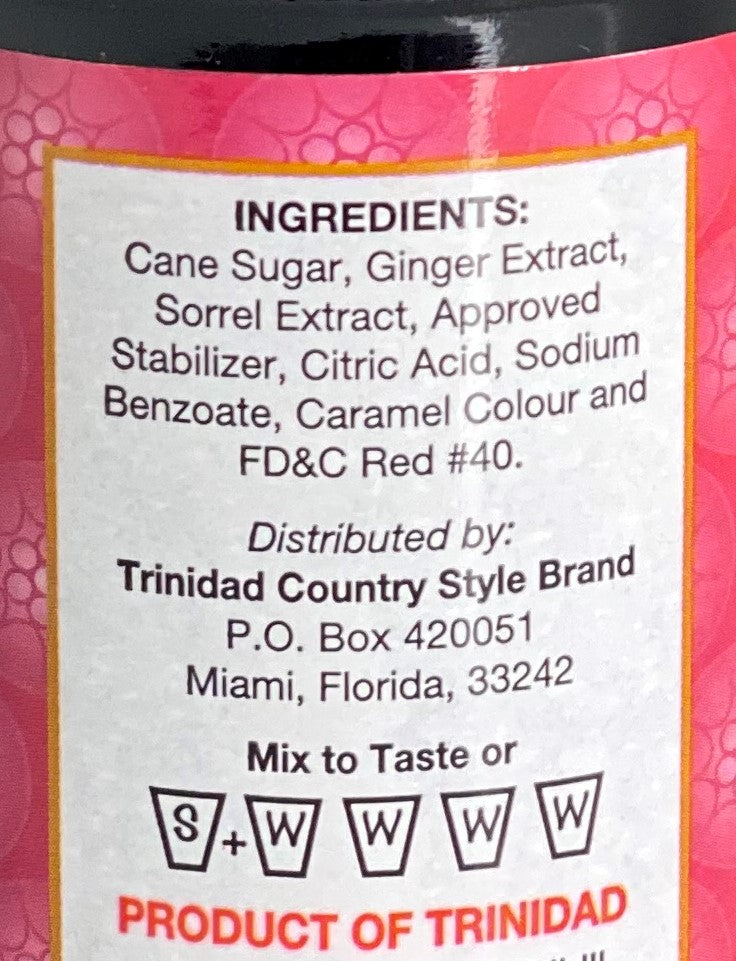 INGREDIENTS:
Cane Sugar, Ginger Extract,
Sorrel Extract, Approved
Stabilizer, Citric Acid, Sodium
Benzoate, Caramel Colour and
FD&C Red #40.
Distributed by:
Trinidad Country Style Brand
P.O. Box 420051
Miami, Florida, 33242
Mix to Taste or
S + W W W W
PRODUCT OF TRINIDAD